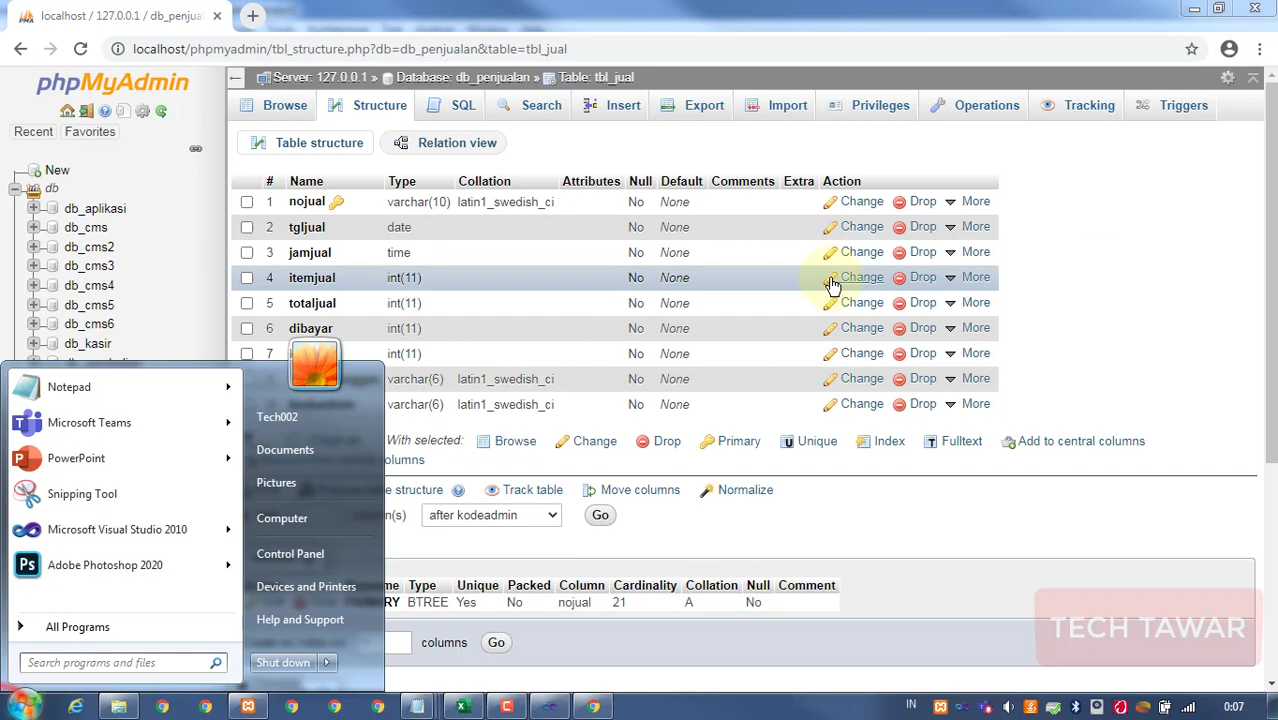 localhost / 127.0.0.1 / db_penju
localhost/phpmyadmin/tbl_structure.php?db=db_penjualan&table=tbl_jual
phpMyAdmin
Recent Favorites
New
db
db_aplikasi
db_cms
db_cms2
db_cms3
db_cms4
db_cms5
db_cms6
db_kasir
Server: 127.0.0.1 » Database: db_penjualan » Table: tbl_jual
Browse Structure SQL Search Insert Export Import Privileges Operations Tracking Triggers
Table structure Relation view
# Name Type Collation Attributes Null Default Comments Extra Action
1 nojual varchar(10) latin1_swedish_ci No None Change Drop More
2 tgljual date No None Change Drop More
3 jamjual time No None Change Drop More
4 itemjual int(11) No None Change Drop More
5 totaljual int(11) No None Change Drop More
6 dibayar int(11) No None Change Drop More
7 int(11) No None Change Drop More
varchar(6) latin1_swedish_ci No None Change Drop More
varchar(6) latin1_swedish_ci No None Change Drop More
With selected: Browse Change Drop Primary Unique Index Fulltext Add to central columns
structure Track table Move columns Normalize
after kodeadmin Go
Type Unique Packed Column Cardinality Collation Null Comment
BTREE Yes No nojual 21 A No
columns Go
Notepad
Microsoft Teams
PowerPoint
Snipping Tool
Microsoft Visual Studio 2010
Adobe Photoshop 2020
All Programs
Search programs and files
Tech002
Documents
Pictures
Computer
Control Panel
Devices and Printers
Help and Support
Shut down
TECH TAWAR
IN
0:07